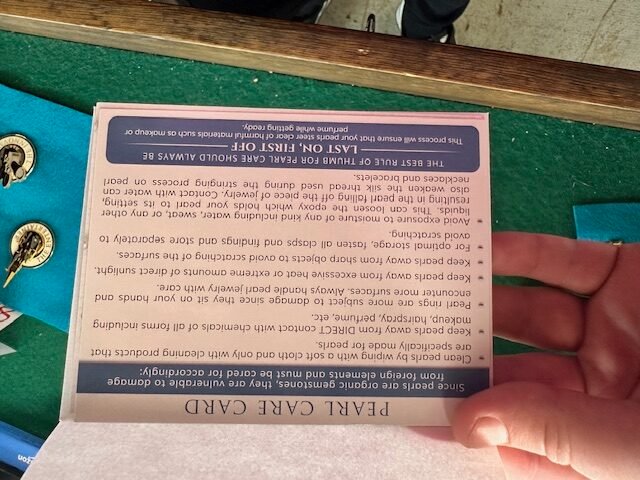 PEARL CARE CARD
Since pearls are organic gemstones, they are vulnerable to damage
from foreign elements and must be cared for accordingly:
Clean pearls by wiping with a soft cloth and only with cleaning products that
are specifically made for pearls.
Keep pearls away from DIRECT contact with chemicals of all forms including
makeup, hairspray, perfume, etc.
Pearl rings are more subject to damage since they sit on your hands and
encounter more surfaces. Always handle pearl jewelry with care.
Keep pearls away from excessive heat or extreme amounts of direct sunlight.
Keep pearls away from sharp objects to avoid scratching of the surfaces.
For optimal storage, fasten all clasps and findings and store separately to
avoid scratching.
Avoid exposure to moisture of any kind including water, sweat, or any other
liquids. This can loosen the epoxy which holds your pearl to its setting,
resulting in the pearl falling off the piece of jewelry. Contact with water can
also weaken the silk thread used during the stringing process on pearl
necklaces and bracelets.
THE BEST RULE OF THUMB FOR PEARL CARE SHOULD ALWAYS BE
LAST ON, FIRST OFF
This process will ensure that your pearls steer clear of harmful materials such as makeup or
perfume while getting ready.